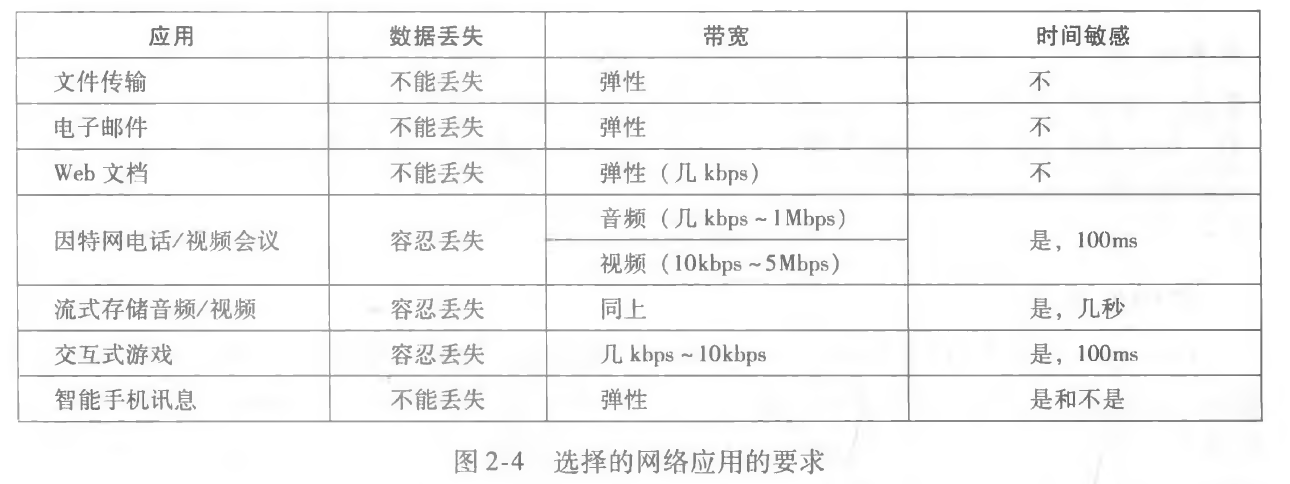 应用 数据丢失 带宽 时间敏感
文件传输 不能丢失 弹性 不
电子邮件 不能丢失 弹性 不
Web 文档 不能丢失 弹性（几 kbps） 不
因特网电话/视频会议 容忍丢失 音频（几 kbps ~ 1Mbps） 是，100ms
视频（10kbps ~ 5Mbps）
流式存储音频/视频 容忍丢失 同上 是，几秒
交互式游戏 容忍丢失 几 kbps ~ 10kbps 是，100ms
智能手机讯息 不能丢失 弹性 是和不是
图 2-4 选择的网络应用的要求